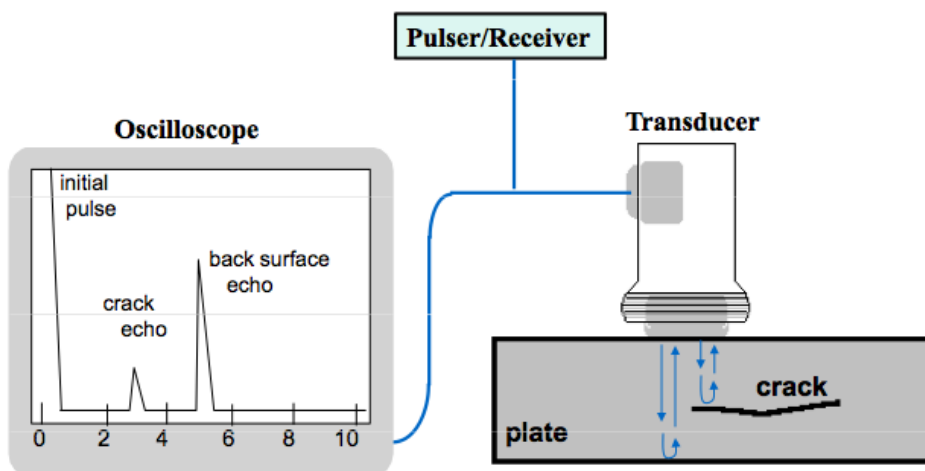 Pulser/Receiver
Oscilloscope
Transducer
initial
pulse
back surface
echo
crack
echo
0 2 4 6 8 10
crack
plate